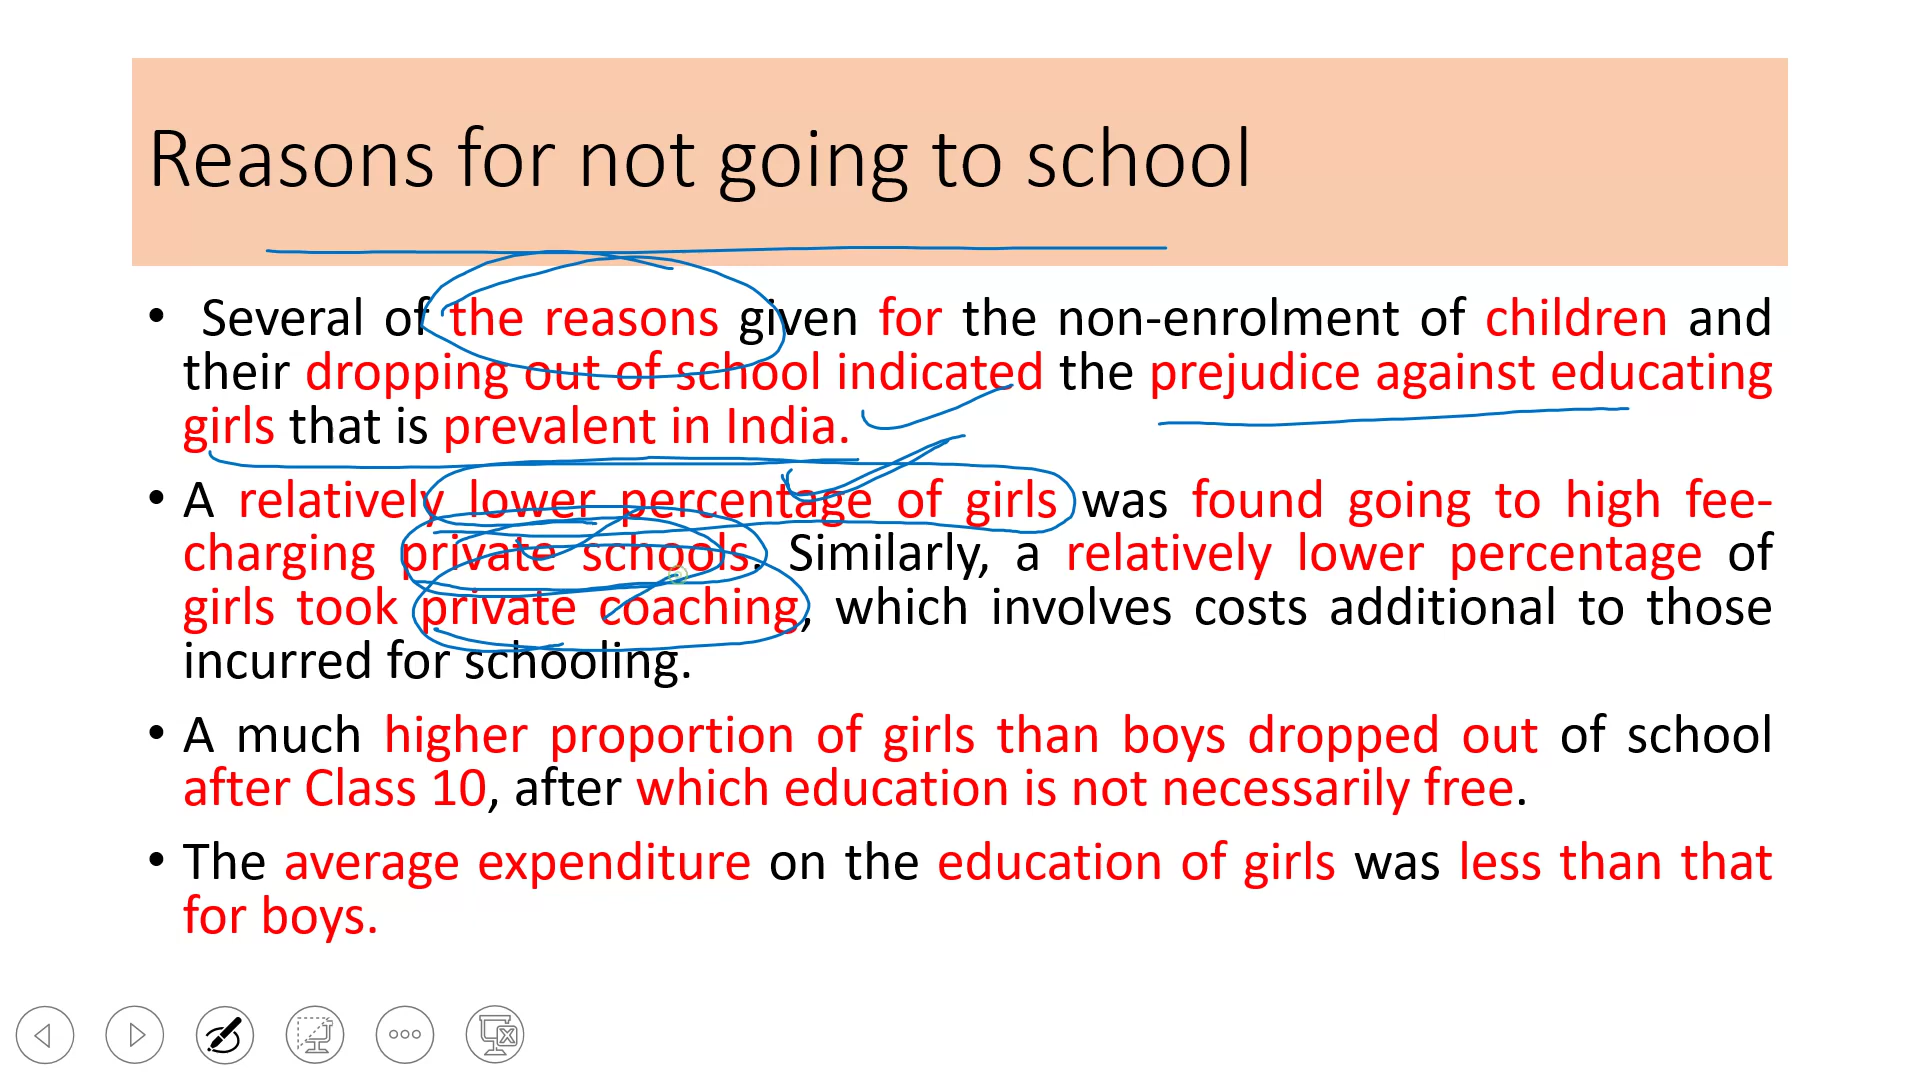 Reasons for not going to school
• Several of the reasons given for the non-enrolment of children and
their dropping out of school indicated the prejudice against educating
girls that is prevalent in India.
• A relatively lower percentage of girls was found going to high fee-
charging private schools. Similarly, a relatively lower percentage of
girls took private coaching, which involves costs additional to those
incurred for schooling.
• A much higher proportion of girls than boys dropped out of school
after Class 10, after which education is not necessarily free.
• The average expenditure on the education of girls was less than that
for boys.